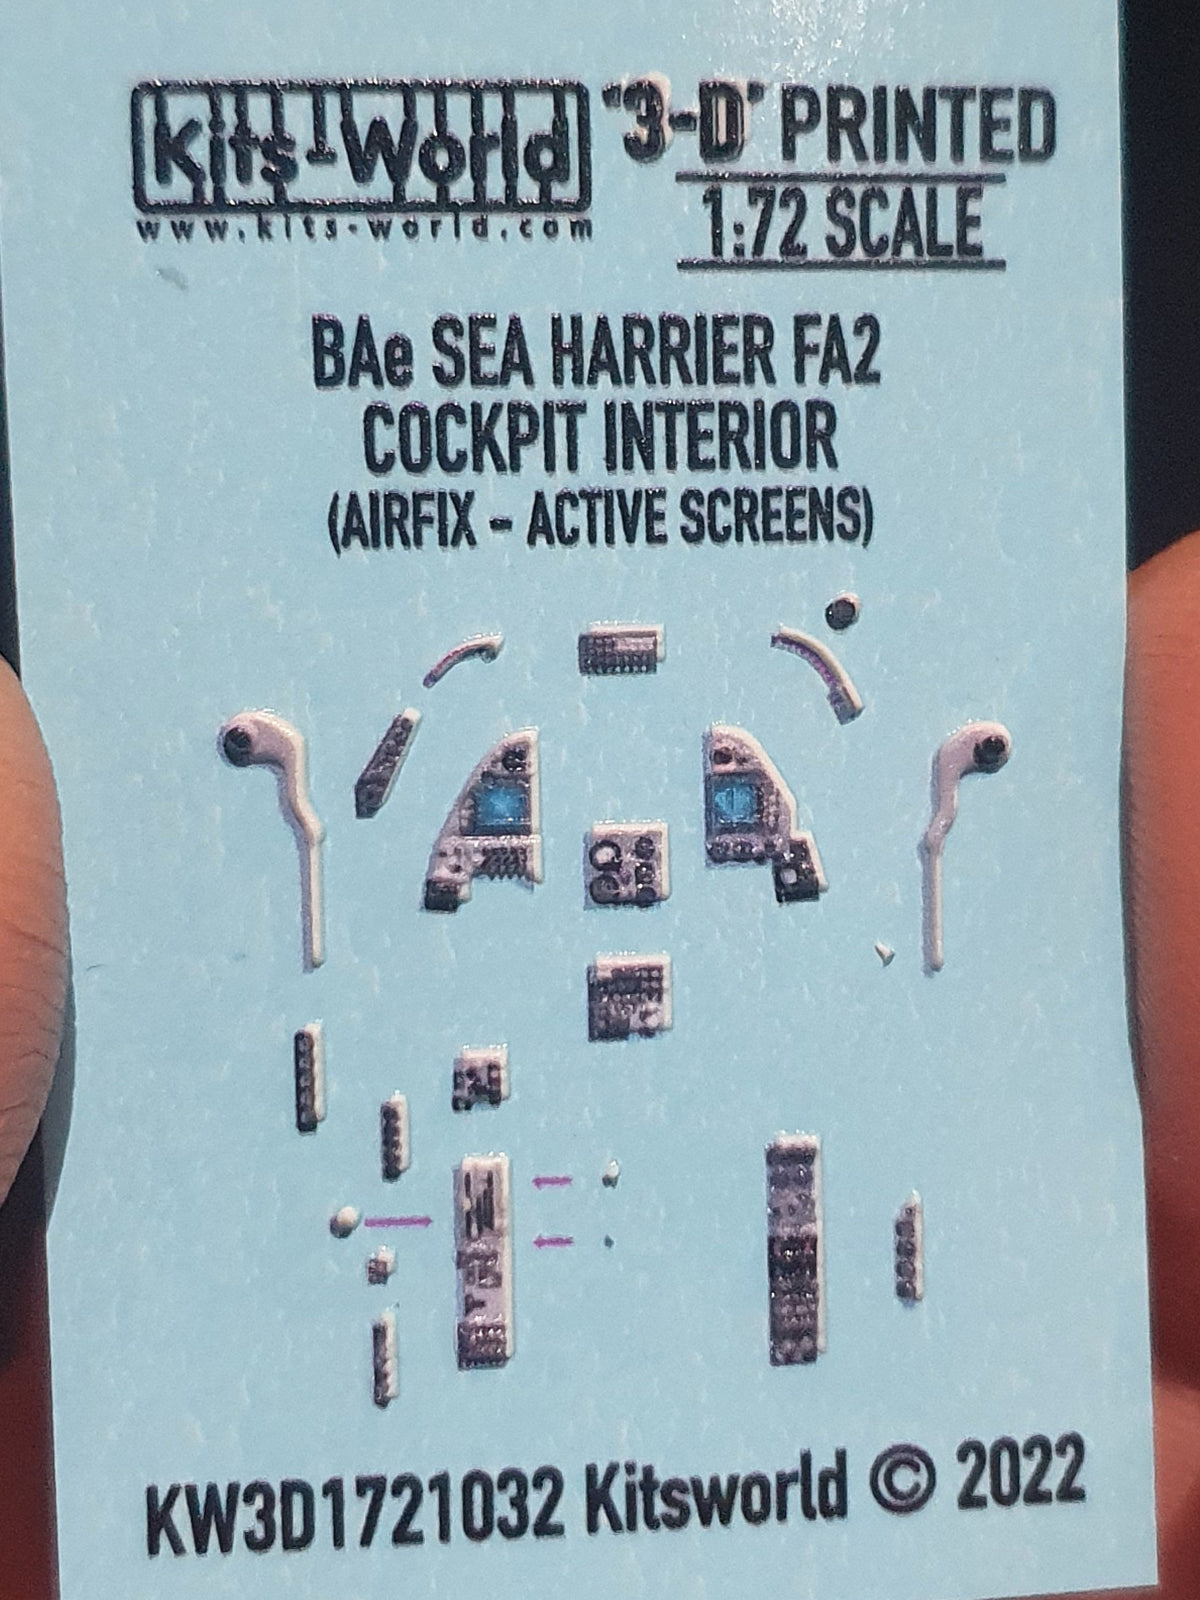 Kits-World
www.kits-world.com
'3-D' PRINTED
1:72 SCALE
BAe SEA HARRIER FA2
COCKPIT INTERIOR
(AIRFIX - ACTIVE SCREENS)
KW3D1721032 Kitsworld © 2022